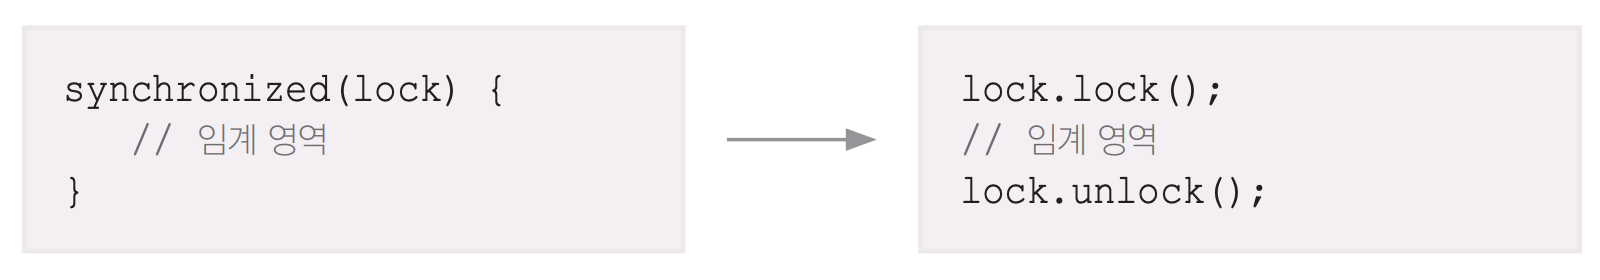 synchronized(lock) {
// 임계 영역
}
lock.lock();
// 임계 영역
lock.unlock();